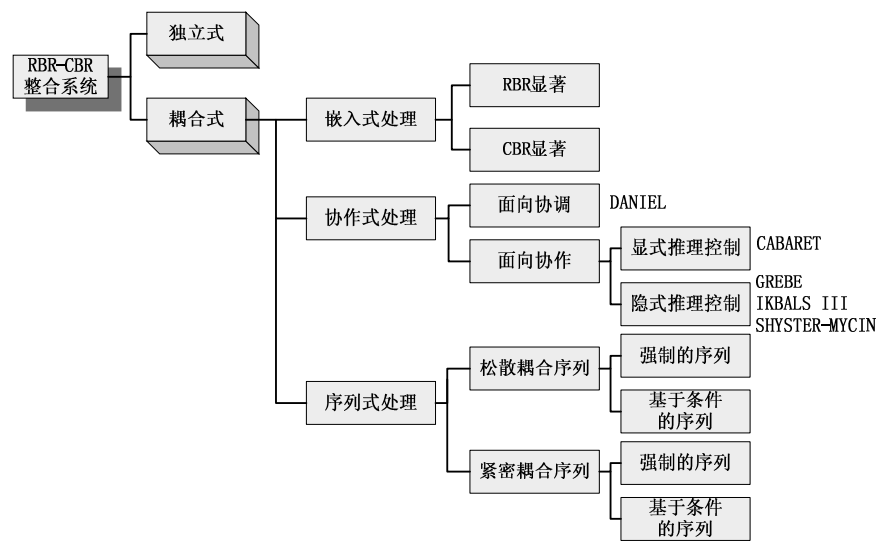 RBR-CBR
整合系统
独立式
耦合式
嵌入式处理
RBR显著
CBR显著
协作式处理
面向协调
DANIEL
面向协作
显式推理控制
CABARET
隐式推理控制
GREBE
IKBALS III
SHYSTER-MYCIN
序列式处理
松散耦合序列
强制的序列
基于条件
的序列
紧密耦合序列
强制的序列
基于条件
的序列